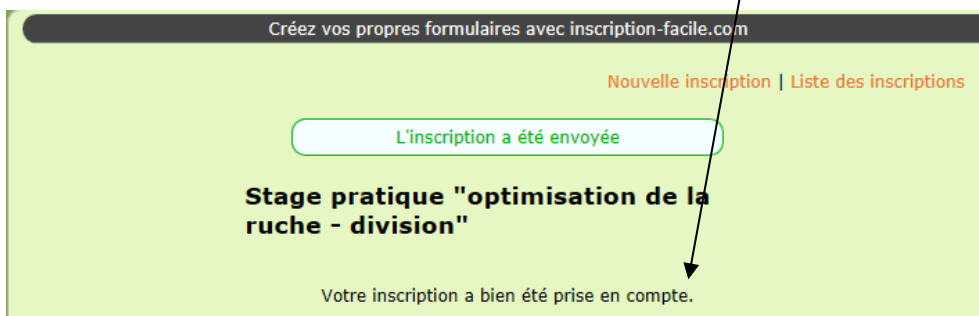 Créez vos propres formulaires avec inscription-facile.com
Nouvelle inscription | Liste des inscriptions
L'inscription a été envoyée
Stage pratique "optimisation de la
ruche - division"
Votre inscription a bien été prise en compte.